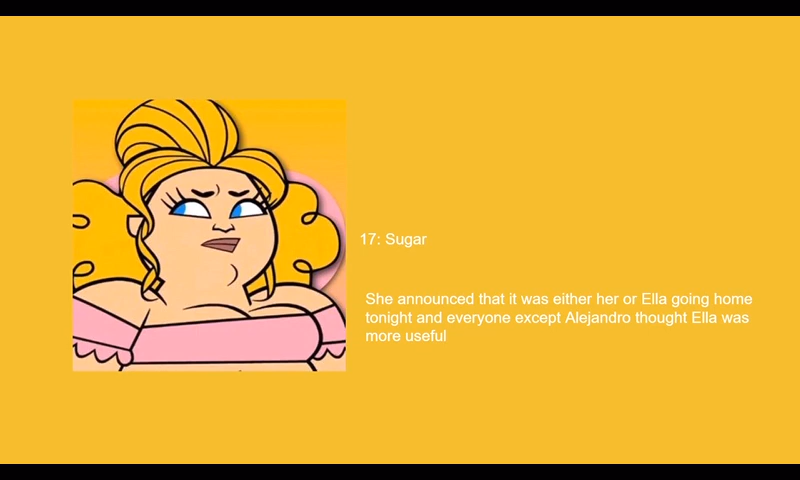 17: Sugar
She announced that it was either her or Ella going home
tonight and everyone except Alejandro thought Ella was
more useful